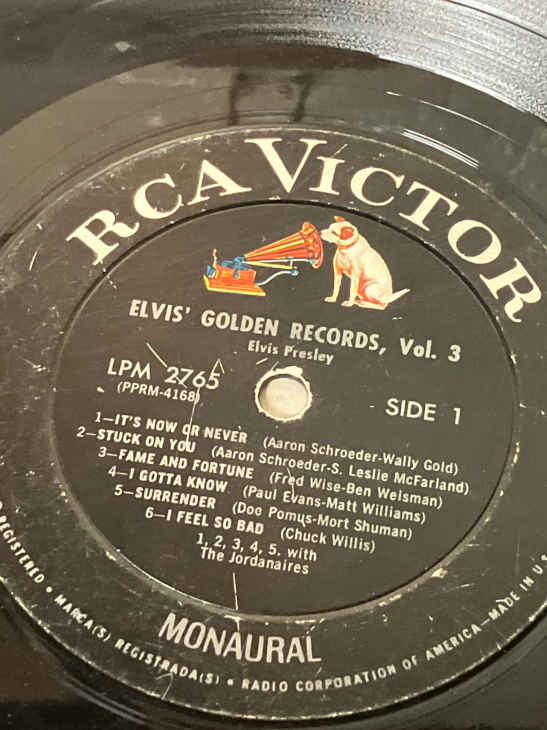 RCA VICTOR
ELVIS' GOLDEN RECORDS, Vol. 3
Elvis Presley
LPM 2765
(PPRM-4168)
SIDE 1
1—IT'S NOW OR NEVER (Aaron Schroeder-Wally Gold)
2—STUCK ON YOU (Aaron Schroeder-S. Leslie McFarland)
3—FAME AND FORTUNE (Fred Wise-Ben Weisman)
4—I GOTTA KNOW (Paul Evans-Matt Williams)
5—SURRENDER (Doc Pomus-Mort Shuman)
6—I FEEL SO BAD (Chuck Willis)
1, 2, 3, 4, 5. with
The Jordanaires
MONAURAL
REGISTERED • MARCA(S) REGISTRADA(S) • RADIO CORPORATION OF AMERICA—MADE IN U.S.